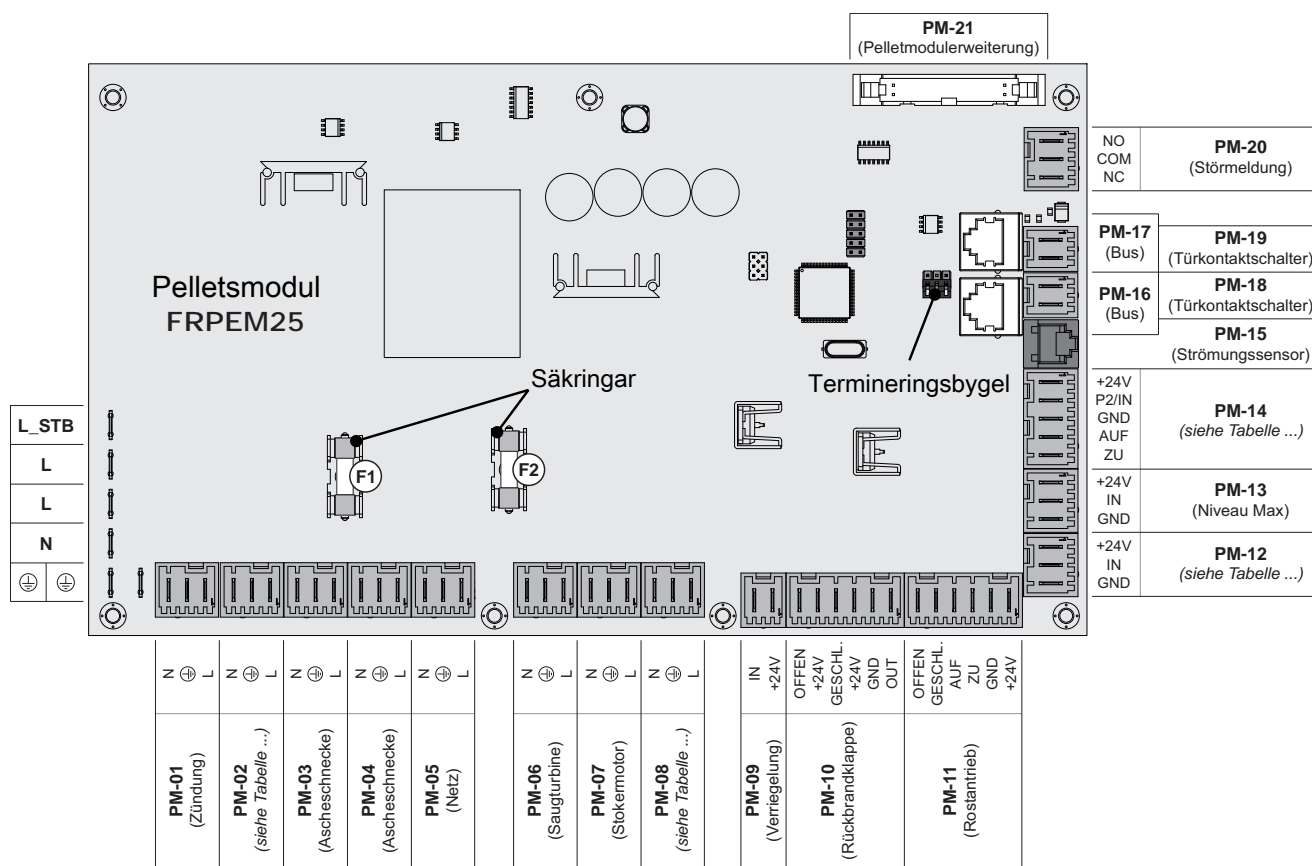 PM-21
(Pelletmodulerweiterung)
NO
COM
NC
PM-20
(Störmeldung)
PM-17
(Bus)
PM-19
(Türkontaktschalter)
PM-16
(Bus)
PM-18
(Türkontaktschalter)
PM-15
(Strömungssensor)
+24V
P2/IN
GND
AUF
ZU
PM-14
(siehe Tabelle ...)
+24V
IN
GND
PM-13
(Niveau Max)
+24V
IN
GND
PM-12
(siehe Tabelle ...)
Pelletsmodul
FRPEM25
Säkringar
Termineringsbygel
F1
F2
L_STB
L
L
N
N L
PM-01
(Zündung)
N L
PM-02
(siehe Tabelle ...)
N L
PM-03
(Ascheschnecke)
N L
PM-04
(Ascheschnecke)
N L
PM-05
(Netz)
N L
PM-06
(Saugturbine)
N L
PM-07
(Stokermotor)
N L
PM-08
(siehe Tabelle ...)
IN
+24V
PM-09
(Verriegelung)
OFFEN
+24V
GESCHL.
+24V
GND
OUT
PM-10
(Rückbrandklappe)
OFFEN
GESCHL.
AUF
ZU
GND
+24V
PM-11
(Rostantrieb)